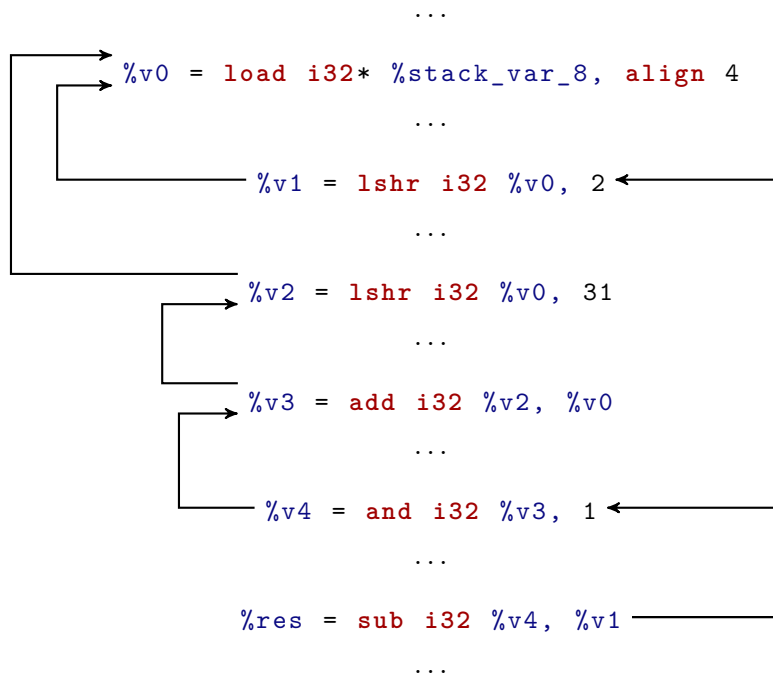 ...
%v0 = load i32* %stack_var_8, align 4
...
%v1 = lshr i32 %v0, 2
...
%v2 = lshr i32 %v0, 31
...
%v3 = add i32 %v2, %v0
...
%v4 = and i32 %v3, 1
...
%res = sub i32 %v4, %v1
...